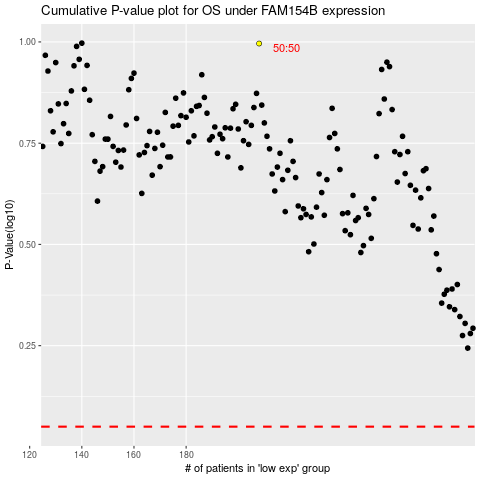 Cumulative P-value plot for OS under FAM154B expression
1.00
50:50
0.75
0.50
0.25
P-Value(log10)
120 140 160 180
# of patients in 'low exp' group